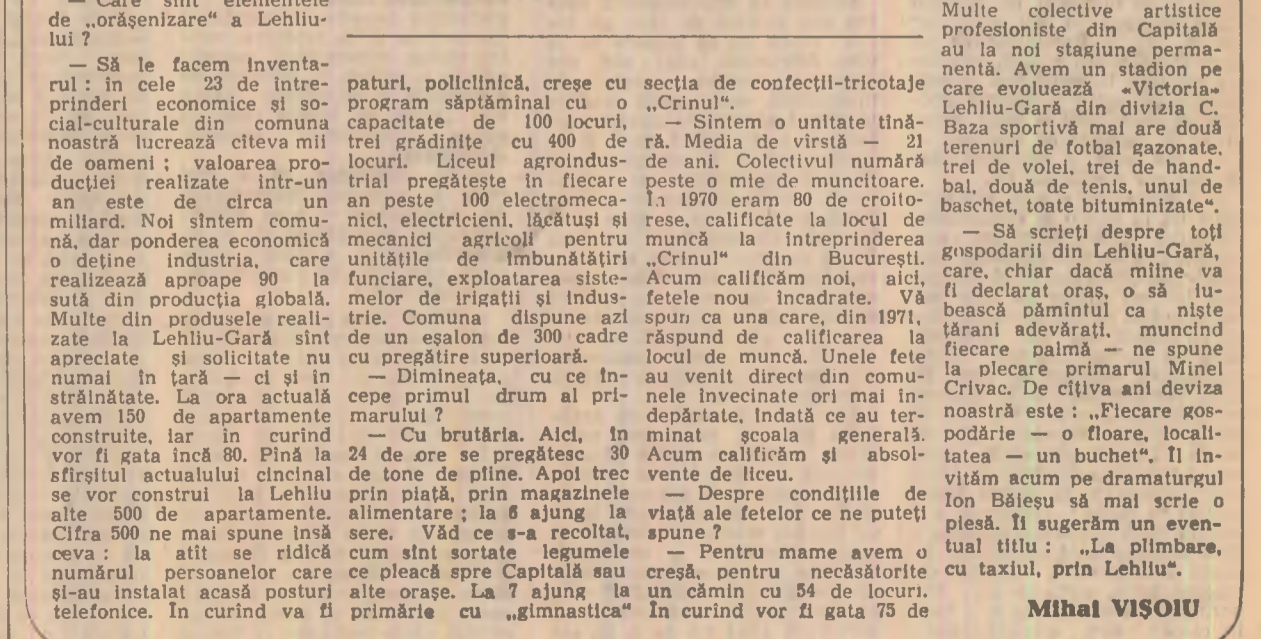 — Care sînt elementele
de „orășenizare“ a Lehliu-
lui ?
— Să le facem inventa-
rul : în cele 23 de între-
prinderi economice și so-
cial-culturale din comuna
noastră lucrează cîteva mii
de oameni ; valoarea pro-
ducției realizate într-un
an este de circa un
miliard. Noi sîntem comu-
nă, dar ponderea economică
o deține industria, care
realizează aproape 90 la
sută din producția globală.
Multe din produsele reali-
zate la Lehliu-Gară sînt
apreciate și solicitate nu
numai în țară — ci și în
străinătate. La ora actuală
avem 150 de apartamente
construite, iar în curînd
vor fi gata încă 80. Pînă la
sfîrșitul actualului cincinal
se vor construi la Lehliu
alte 500 de apartamente.
Cifra 500 ne mai spune însă
ceva : la atît se ridică
numărul persoanelor care
și-au instalat acasă posturi
telefonice. În curînd va fi
paturi, policlinică, creșe cu
program săptămînal cu o
capacitate de 100 locuri,
trei grădinițe cu 400 de
locuri. Liceul agroindus-
trial pregătește în fiecare
an peste 100 electromeca-
nici, electricieni, lăcătuși și
mecanici agricoli pentru
unitățile de îmbunătățiri
funciare, exploatarea siste-
melor de irigații și indus-
trie. Comuna dispune azi
de un eșalon de 300 cadre
cu pregătire superioară.
— Dimineața, cu ce în-
cepe primul drum al pri-
marului ?
— Cu brutăria. Aici, în
24 de ore se pregătesc 30
de tone de pîine. Apoi trec
prin piață, prin magazinele
alimentare ; la 6 ajung la
sere. Văd ce s-a recoltat,
cum sînt sortate legumele
ce pleacă spre Capitală sau
alte orașe. La 7 ajung la
primărie cu „gimnastica“
secția de confecții-tricotaje
„Crinul“.
— Sîntem o unitate tînă-
ră. Media de vîrstă — 21
de ani. Colectivul numără
peste o mie de muncitoare.
În 1970 eram 80 de croito-
rese, calificate la locul de
muncă la întreprinderea
„Crinul“ din București.
Acum calificăm noi, aici,
fetele nou încadrate. Vă
spun ca una care, din 1971,
răspund de calificarea la
locul de muncă. Unele fete
au venit direct din comu-
nele învecinate ori mai în-
depărtate, îndată ce au ter-
minat școala generală.
Acum calificăm și absol-
vente de liceu.
— Despre condițiile de
viață ale fetelor ce ne puteți
spune ?
— Pentru mame avem o
creșă, pentru necăsătorite
un cămin cu 54 de locuri.
În curînd vor fi gata 75 de
Multe colective artistice
profesioniste din Capitală
au la noi stagiune perma-
nentă. Avem un stadion pe
care evoluează «Victoria»
Lehliu-Gară din divizia C.
Baza sportivă mai are două
terenuri de fotbal gazonate,
trei de volei, trei de hand-
bal, două de tenis, unul de
baschet, toate bituminizate“.
— Să scrieți despre toți
gospodarii din Lehliu-Gară,
care, chiar dacă mîine va
fi declarat oraș, o să iu-
bească pămîntul ca niște
țărani adevărați, muncind
fiecare palmă — ne spune
la plecare primarul Minel
Crivac. De cîțiva ani deviza
noastră este : „Fiecare gos-
podărie — o floare, locali-
tatea — un buchet“. Îl in-
vităm acum pe dramaturgul
Ion Băieșu să mai scrie o
piesă. Îi sugerăm un even-
tual titlu : „La plimbare,
cu taxiul, prin Lehliu“.
Mihai VIȘOIU